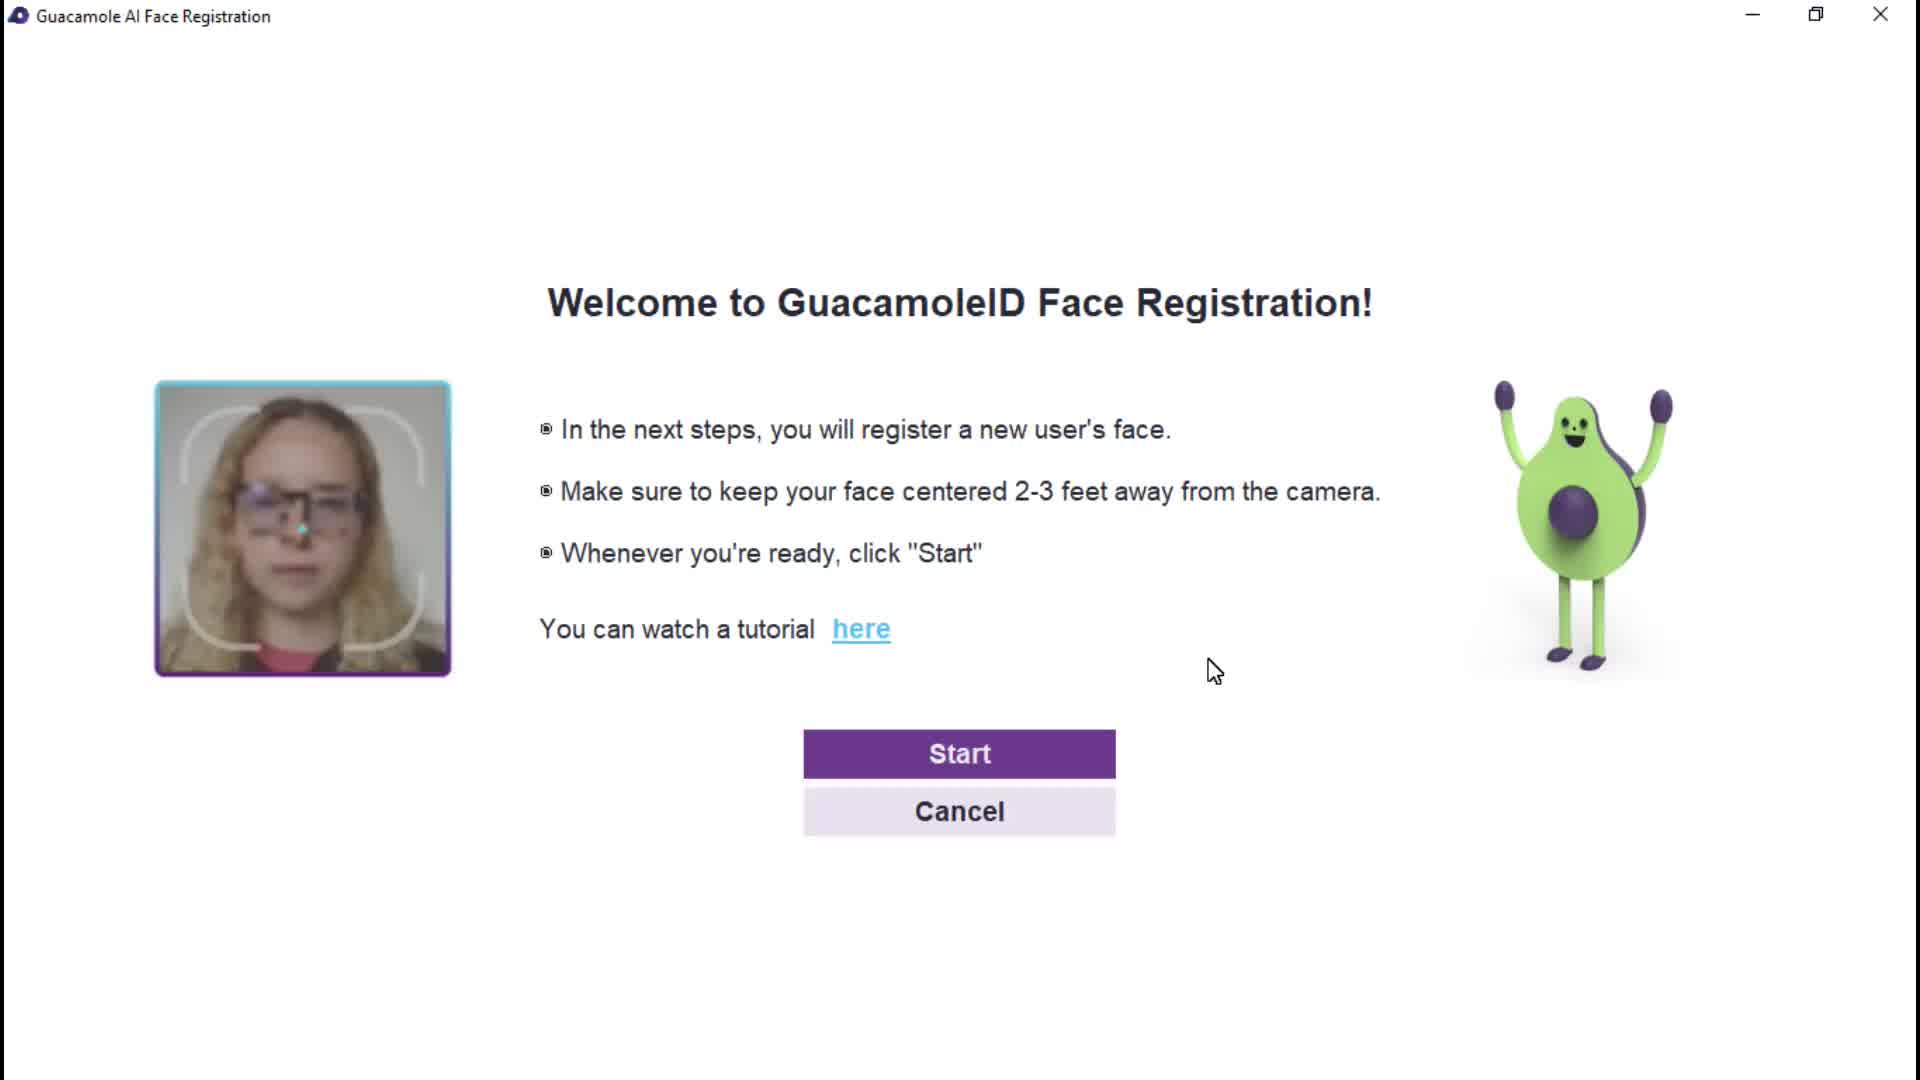 Guacamole AI Face Registration
Welcome to GuacamoleID Face Registration!
In the next steps, you will register a new user's face.
Make sure to keep your face centered 2-3 feet away from the camera.
Whenever you're ready, click "Start"
You can watch a tutorial here
Start
Cancel